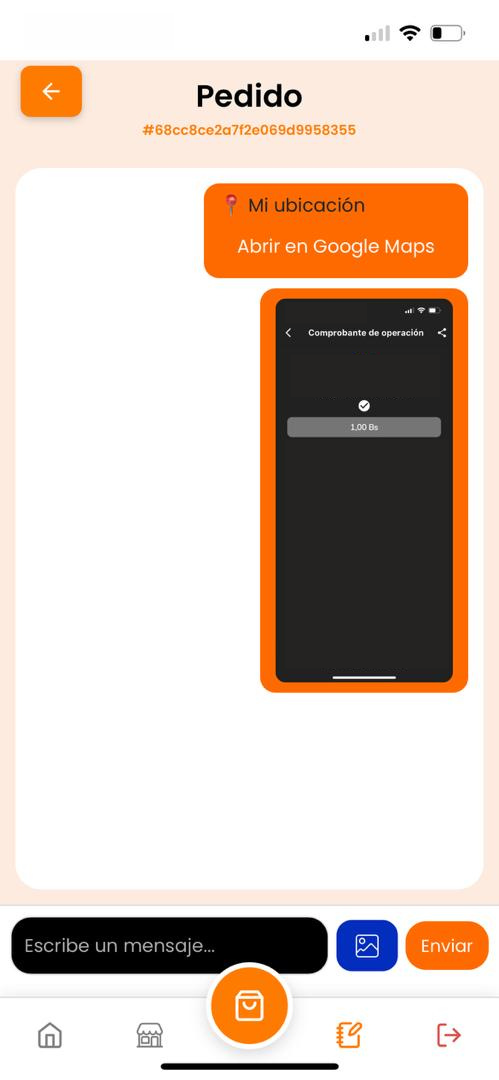 Pedido
#68cc8ce2a7f2e069d9958355
📍 Mi ubicación
Abrir en Google Maps
Comprobante de operación
1,00 Bs
Escribe un mensaje...
Enviar